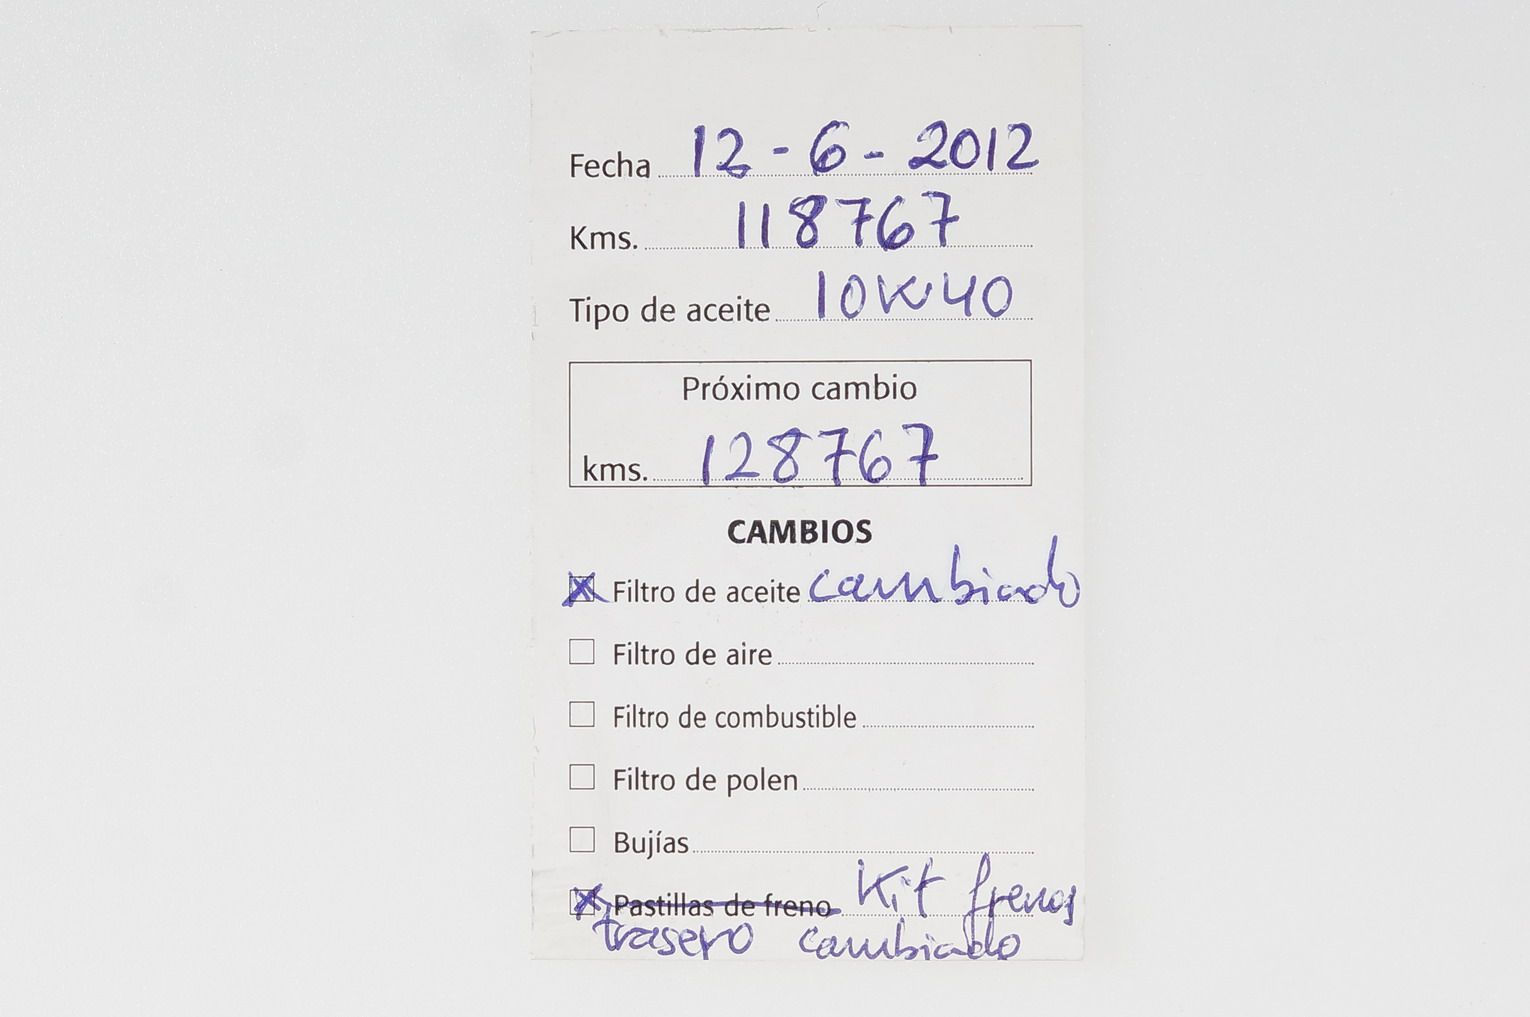 Fecha 12-6-2012
Kms. 118767
Tipo de aceite 10W40
Próximo cambio
kms. 128767
CAMBIOS
Filtro de aceite cambiado
Filtro de aire
Filtro de combustible
Filtro de polen
Bujías
Pastillas de freno Kit frenos
trasero cambiado